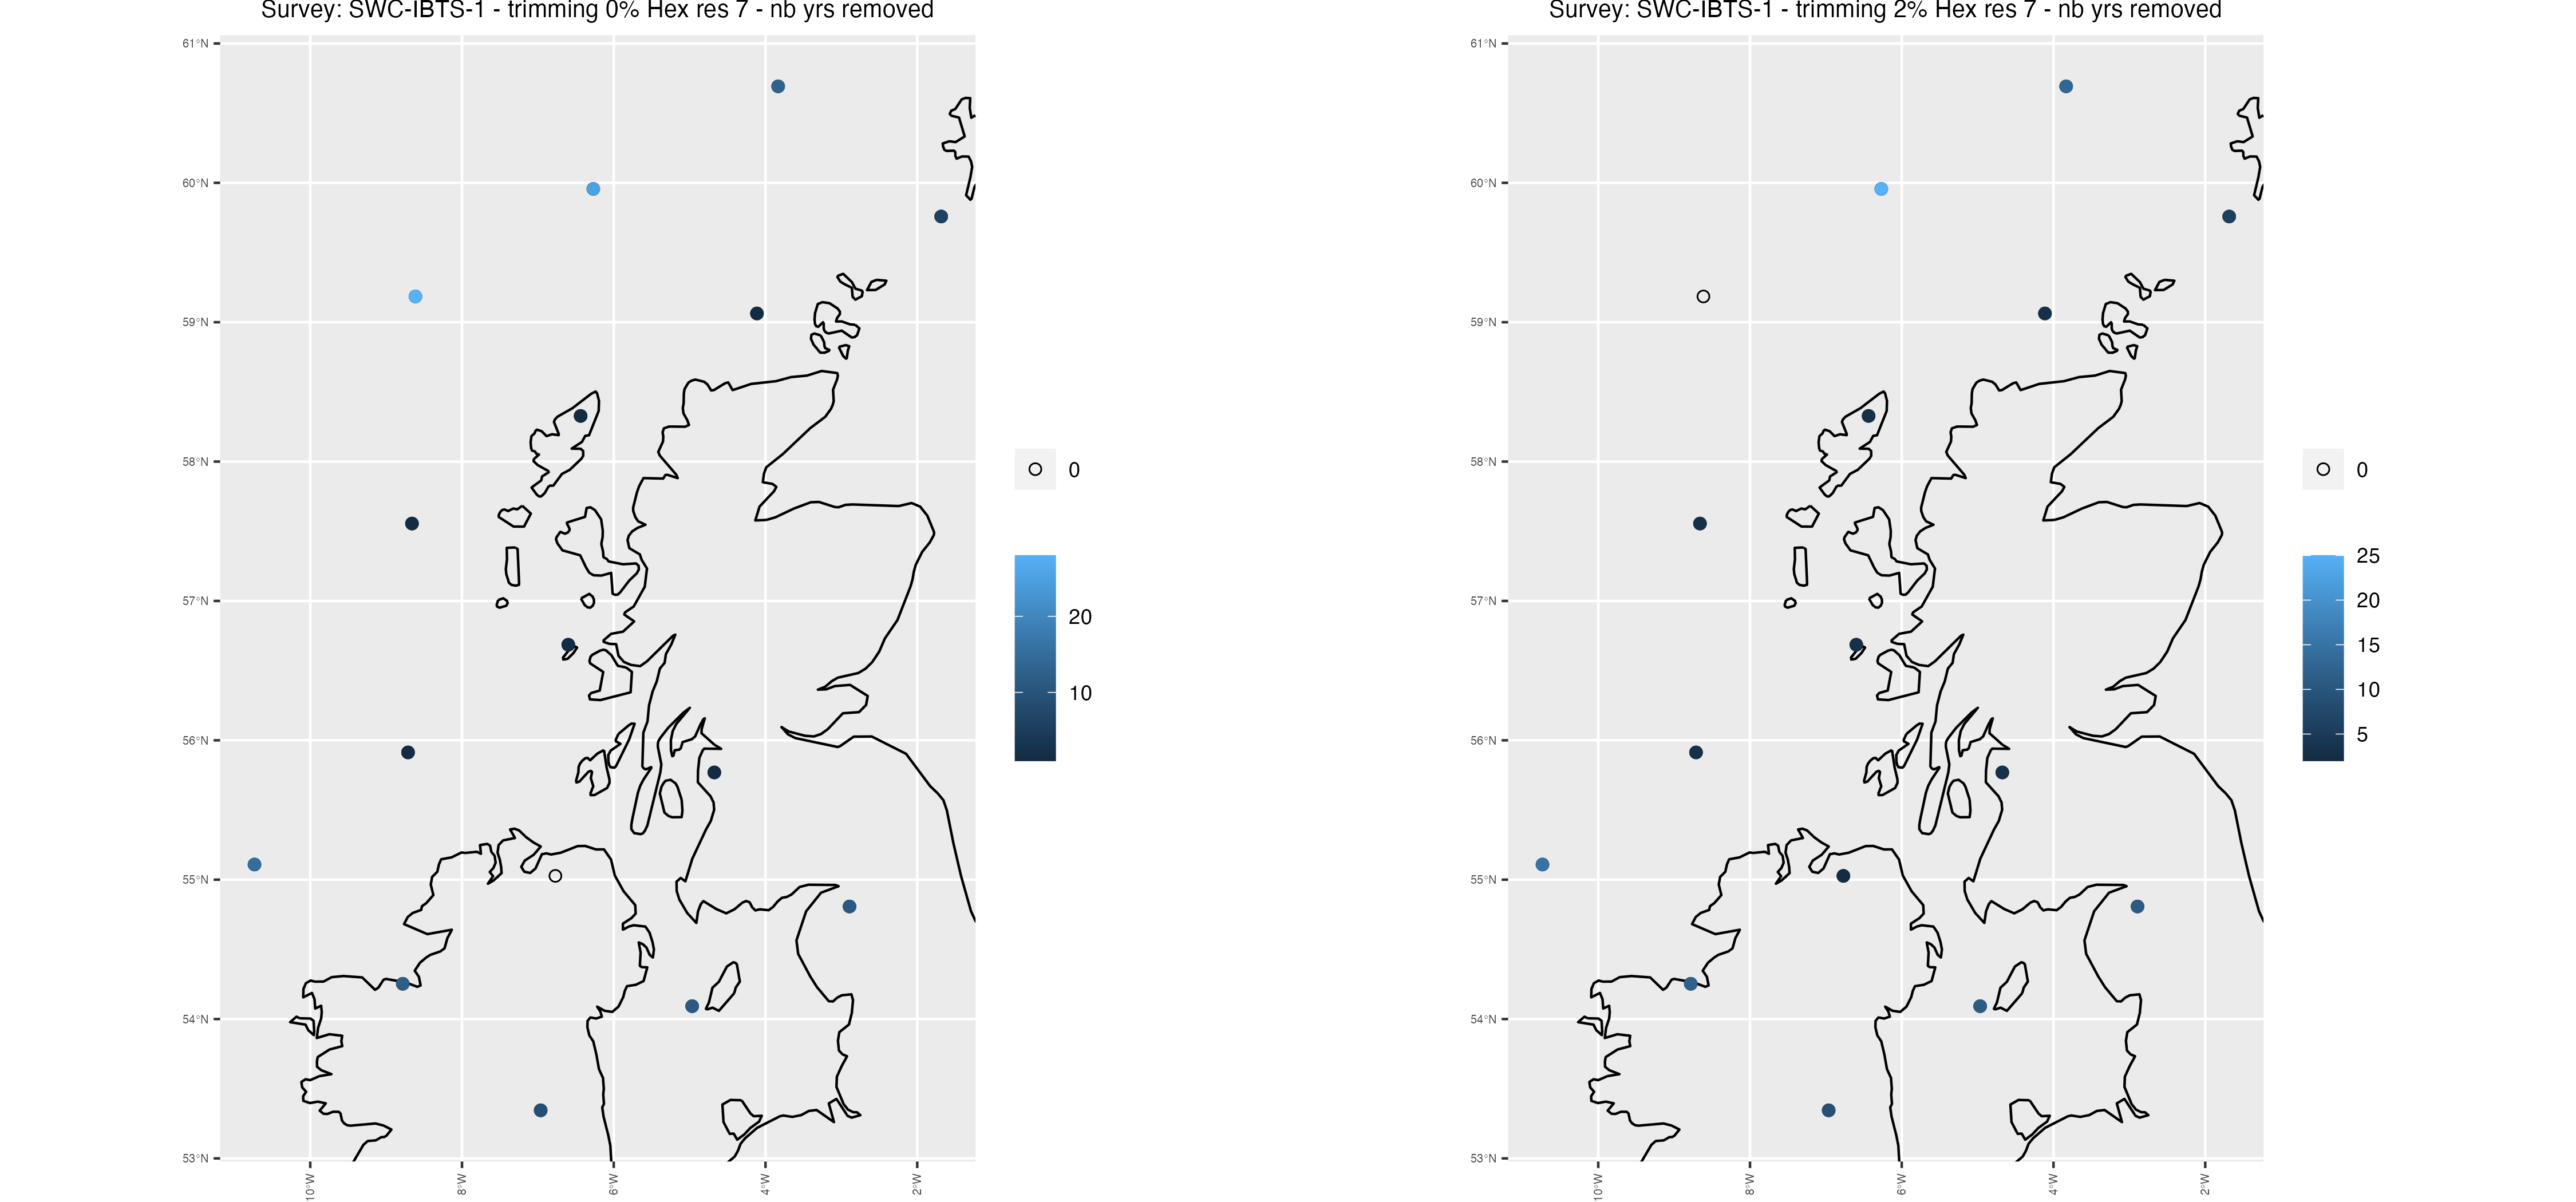 Survey: SWC-IBTS-1 - trimming 0% Hex res 7 - nb yrs removed
61°N
60°N
59°N
58°N
57°N
56°N
55°N
54°N
53°N
10°W
8°W
6°W
4°W
2°W
0
20
10
Survey: SWC-IBTS-1 - trimming 2% Hex res 7 - nb yrs removed
61°N
60°N
59°N
58°N
57°N
56°N
55°N
54°N
53°N
10°W
8°W
6°W
4°W
2°W
0
25
20
15
10
5